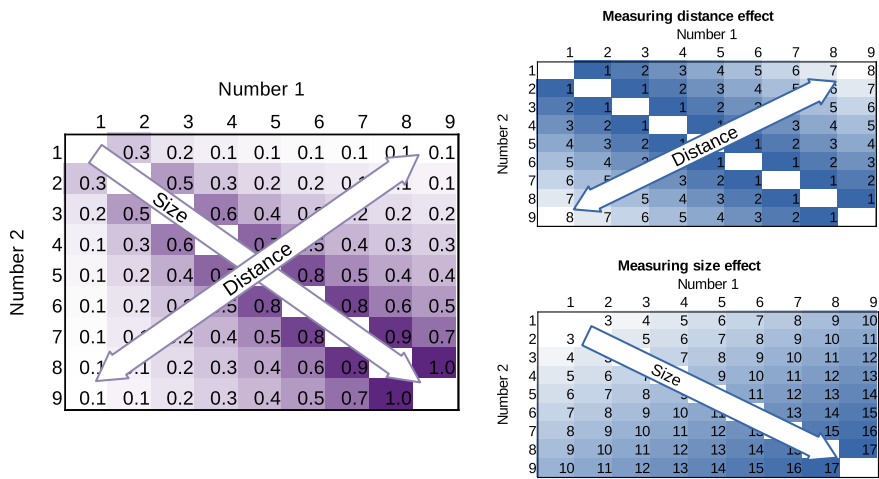 Number 1
1 2 3 4 5 6 7 8 9
Number 2
1 0.3 0.2 0.1 0.1 0.1 0.1 0.1 0.1
2 0.3 0.5 0.3 0.2 0.2 0.1
3 0.2 0.5 0.6 0.4 0.2 0.2
4 0.1 0.3 0.6 0.4 0.3 0.3
5 0.1 0.2 0.4 0.8 0.5 0.4 0.4
6 0.1 0.2 0.8 0.8 0.6 0.5
7 0.1 0.4 0.5 0.8 0.9 0.7
8 0.1 0.2 0.3 0.4 0.6 0.9 1.0
9 0.1 0.1 0.2 0.3 0.4 0.5 0.7 1.0
Size
Distance
Measuring distance effect
Number 1
1 2 3 4 5 6 7 8 9
Number 2
1 1 2 3 4 5 6 7 8
2 1 1 2 3 4 5 7
3 2 1 1 2 3 5 6
4 3 2 1 3 4 5
5 4 3 2 1 2 3 4
6 5 4 1 2 3
7 6 3 2 1 1 2
8 7 5 4 3 2 1 1
9 8 7 6 5 4 3 2 1
Distance
Measuring size effect
Number 1
1 2 3 4 5 6 7 8 9
Number 2
1 3 4 5 6 7 8 9 10
2 3 5 6 7 8 9 10 11
3 4 7 8 9 10 11 12
4 5 6 9 10 11 12 13
5 6 7 8 11 12 13 14
6 7 8 9 10 13 14 15
7 8 9 10 11 12 15 16
8 9 10 11 12 13 14 17
9 10 11 12 13 14 15 16 17
Size